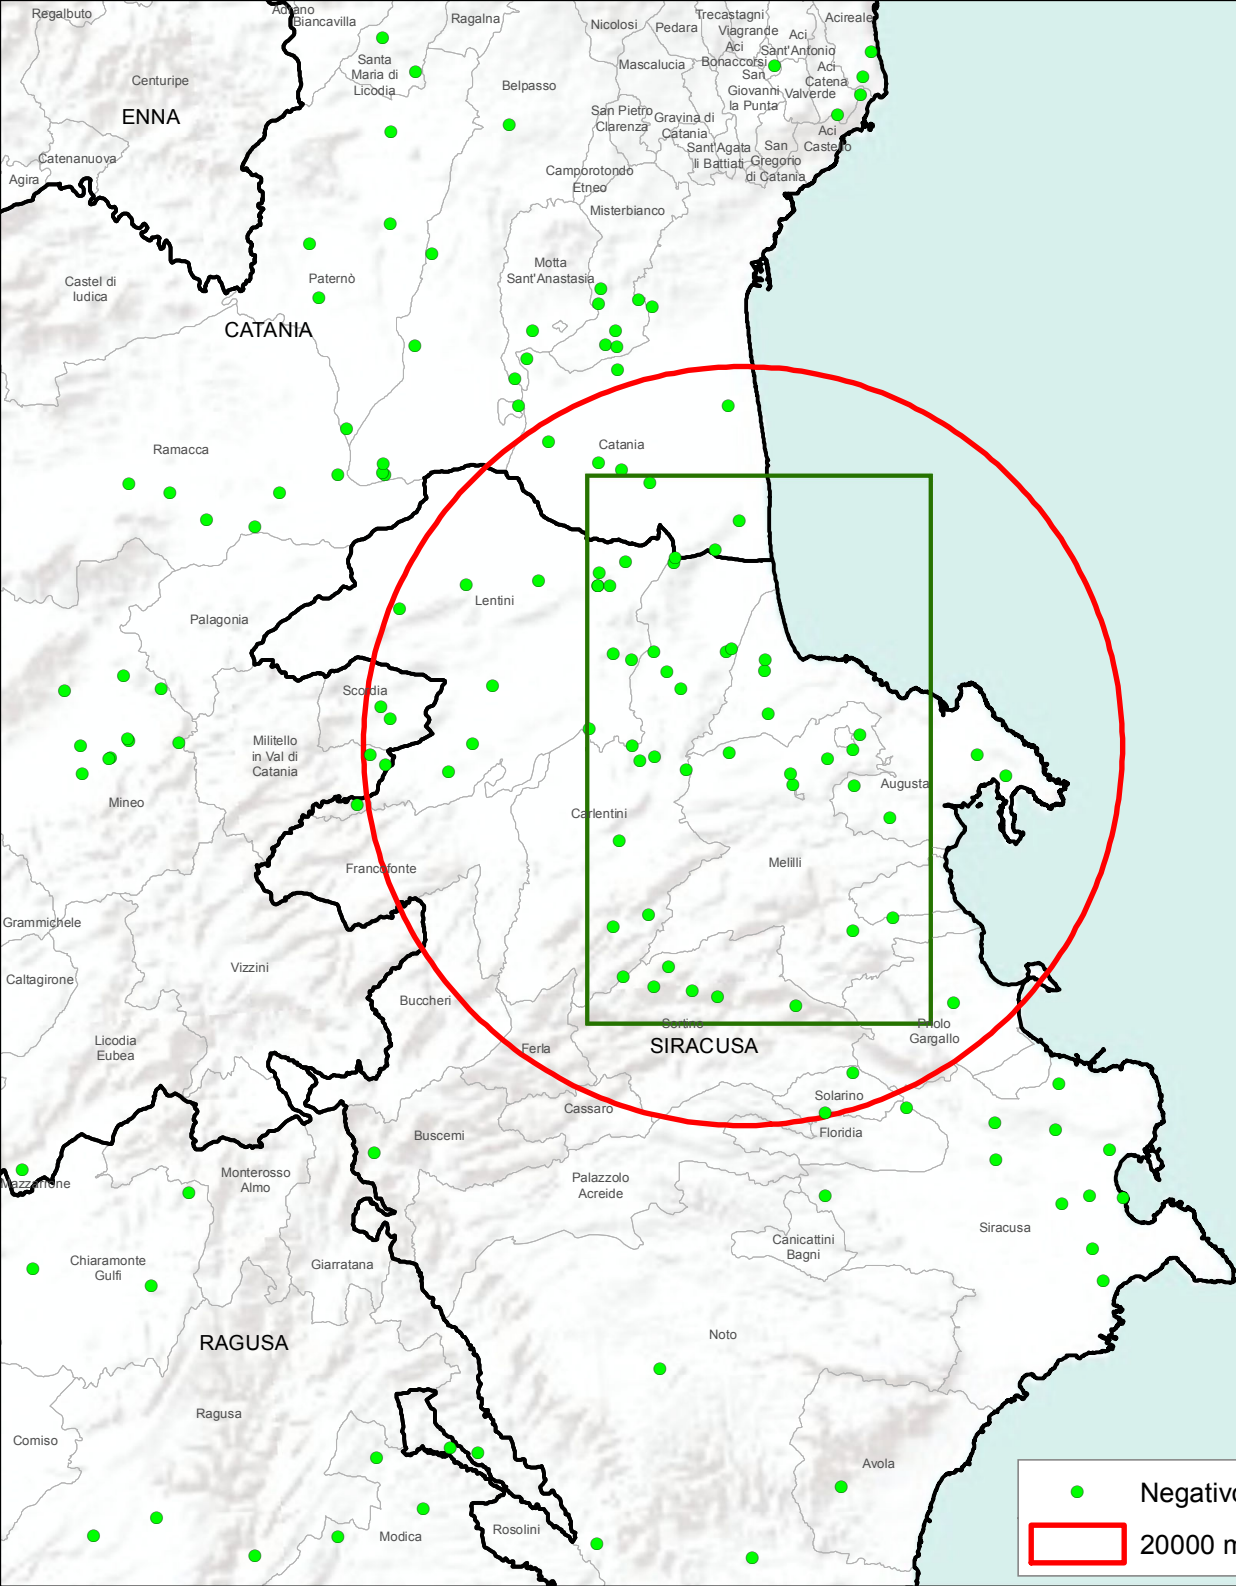 Regalbuto
Adrano
Biancavilla
Ragalna
Nicolosi
Pedara
Trecastagni
Viagrande
Acireale
Aci
Sant'Antonio
Aci
Bonaccorsi
Santa
Maria di
Licodia
Centuripe
Belpasso
Mascalucia
San
Giovanni
la Punta
Aci
Catena
Valverde
ENNA
San Pietro
Clarenza
Gravina di
Catania
Sant'Agata
li Battiati
San
Gregorio
di Catania
Aci
Castello
Catenanuova
Agira
Camporotondo
Etneo
Misterbianco
Castel di
Iudica
Paternò
Motta
Sant'Anastasia
CATANIA
Ramacca
Catania
Lentini
Palagonia
Scordia
Militello
in Val di
Catania
Mineo
Augusta
Carlentini
Melilli
Francofonte
Grammichele
Caltagirone
Vizzini
Buccheri
Licodia
Eubea
Ferla
Sortino
SIRACUSA
Priolo
Gargallo
Cassaro
Solarino
Floridia
Buscemi
Mazzarrone
Monterosso
Almo
Palazzolo
Acreide
Siracusa
Canicattini
Bagni
Chiaramonte
Gulfi
Giarratana
RAGUSA
Noto
Ragusa
Comiso
Avola
Modica
Rosolini
Negativo
20000 m